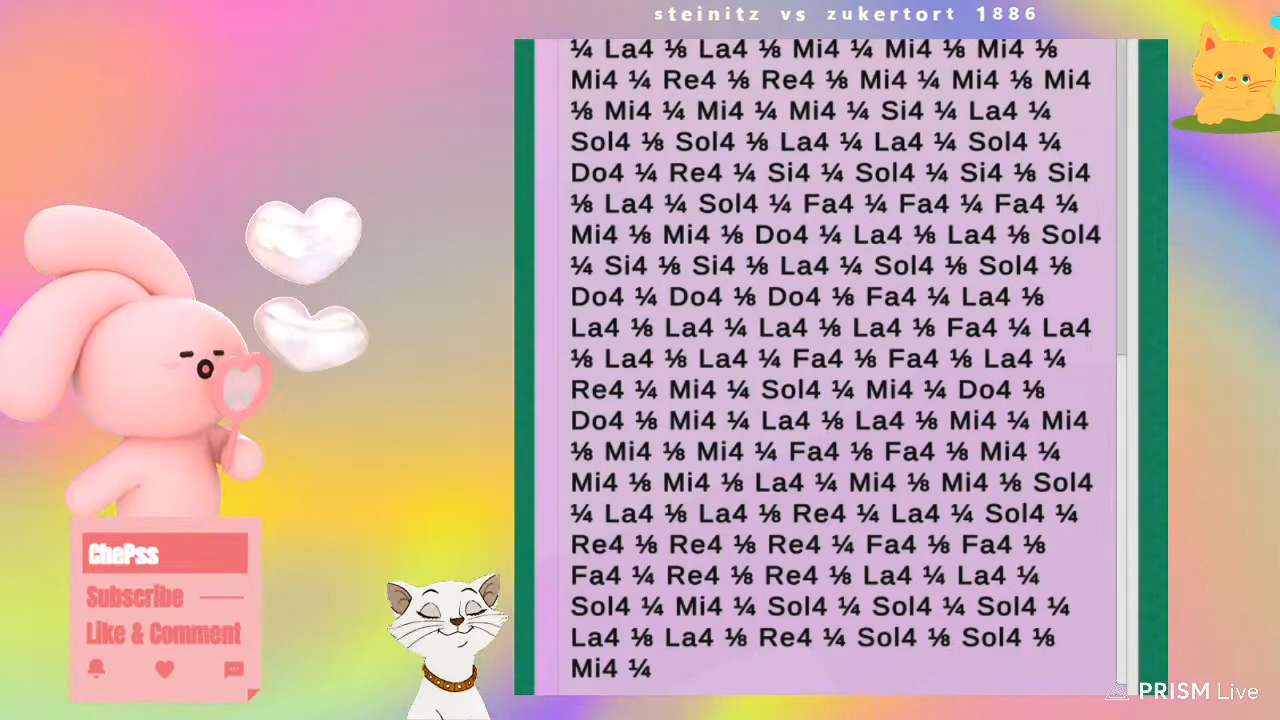 steinitz vs zukertort 1886
¼ La4 ⅛ La4 ⅛ Mi4 ¼ Mi4 ⅛ Mi4 ⅛
Mi4 ¼ Re4 ⅛ Re4 ⅛ Mi4 ¼ Mi4 ⅛ Mi4
⅛ Mi4 ¼ Mi4 ¼ Mi4 ¼ Si4 ¼ La4 ¼
Sol4 ⅛ Sol4 ⅛ La4 ¼ La4 ¼ Sol4 ¼
Do4 ¼ Re4 ¼ Si4 ¼ Sol4 ¼ Si4 ⅛ Si4
⅛ La4 ¼ Sol4 ¼ Fa4 ¼ Fa4 ¼ Fa4 ¼
Mi4 ⅛ Mi4 ⅛ Do4 ¼ La4 ⅛ La4 ⅛ Sol4
¼ Si4 ⅛ Si4 ⅛ La4 ¼ Sol4 ⅛ Sol4 ⅛
Do4 ¼ Do4 ⅛ Do4 ⅛ Fa4 ¼ La4 ⅛
La4 ⅛ La4 ¼ La4 ⅛ La4 ⅛ Fa4 ¼ La4
⅛ La4 ⅛ La4 ¼ Fa4 ⅛ Fa4 ⅛ La4 ¼
Re4 ¼ Mi4 ¼ Sol4 ¼ Mi4 ¼ Do4 ⅛
Do4 ⅛ Mi4 ¼ La4 ⅛ La4 ⅛ Mi4 ¼ Mi4
⅛ Mi4 ⅛ Mi4 ¼ Fa4 ⅛ Fa4 ⅛ Mi4 ¼
Mi4 ⅛ Mi4 ⅛ La4 ¼ Mi4 ⅛ Mi4 ⅛ Sol4
¼ La4 ⅛ La4 ⅛ Re4 ¼ La4 ¼ Sol4 ¼
Re4 ⅛ Re4 ⅛ Re4 ¼ Fa4 ⅛ Fa4 ⅛
Fa4 ¼ Re4 ⅛ Re4 ⅛ La4 ¼ La4 ¼
Sol4 ¼ Mi4 ¼ Sol4 ¼ Sol4 ¼ Sol4 ¼
La4 ⅛ La4 ⅛ Re4 ¼ Sol4 ⅛ Sol4 ⅛
Mi4 ¼
ChePss
Subscribe
Like & Comment
PRISM Live